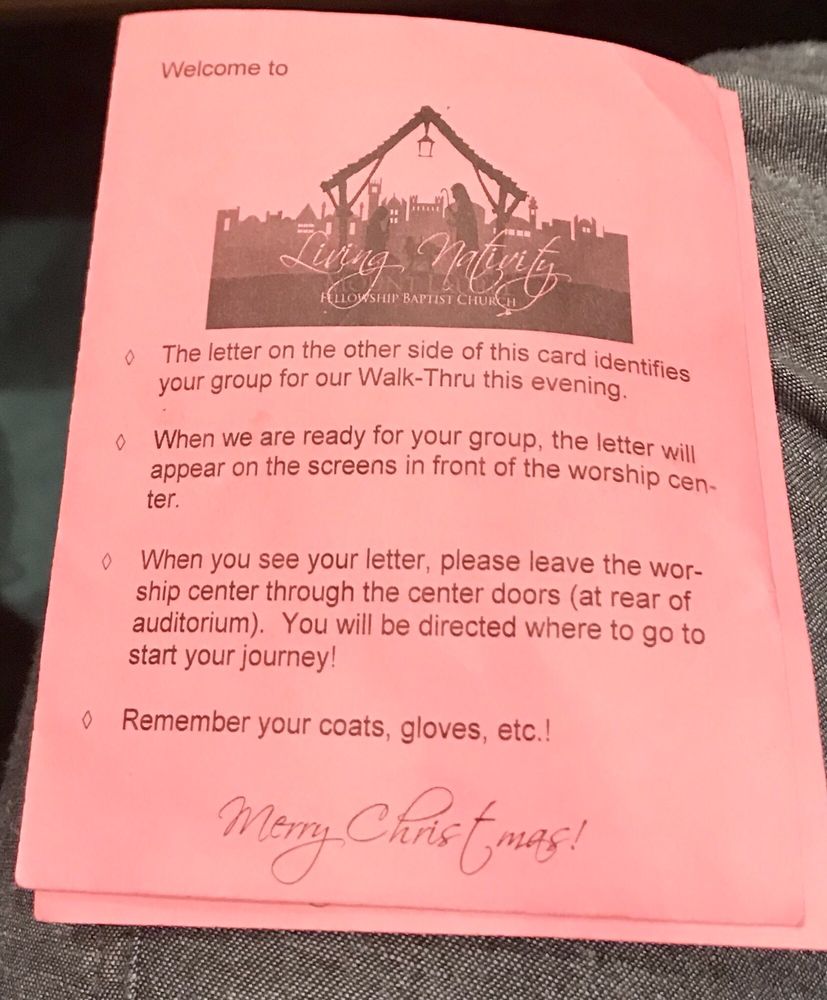 Welcome to
Living Nativity
Fellowship Baptist Church
◊ The letter on the other side of this card identifies
your group for our Walk-Thru this evening.
◊ When we are ready for your group, the letter will
appear on the screens in front of the worship cen-
ter.
◊ When you see your letter, please leave the wor-
ship center through the center doors (at rear of
auditorium). You will be directed where to go to
start your journey!
◊ Remember your coats, gloves, etc.!
Merry Christmas!